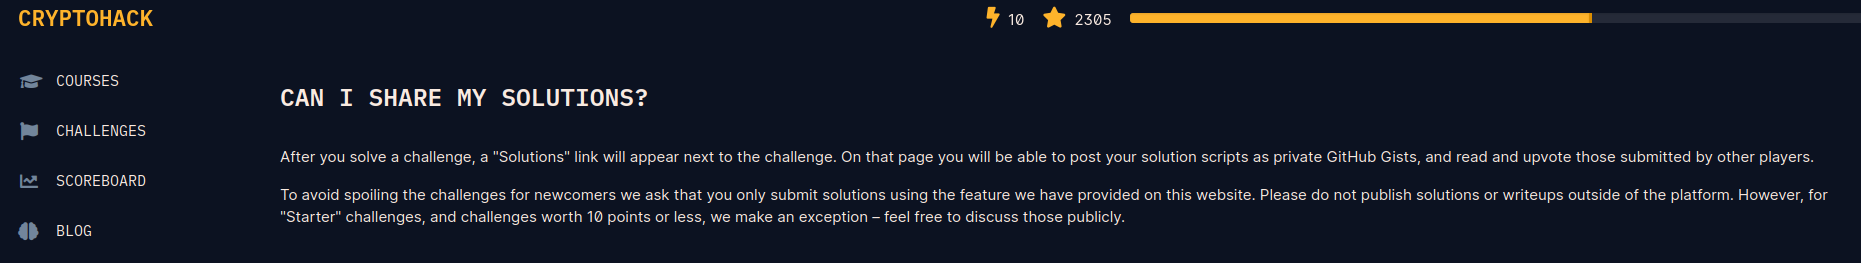 CRYPTOHACK
10 2305
COURSES
CHALLENGES
SCOREBOARD
BLOG
CAN I SHARE MY SOLUTIONS?
After you solve a challenge, a "Solutions" link will appear next to the challenge. On that page you will be able to post your solution scripts as private GitHub Gists, and read and upvote those submitted by other players.
To avoid spoiling the challenges for newcomers we ask that you only submit solutions using the feature we have provided on this website. Please do not publish solutions or writeups outside of the platform. However, for
"Starter" challenges, and challenges worth 10 points or less, we make an exception – feel free to discuss those publicly.